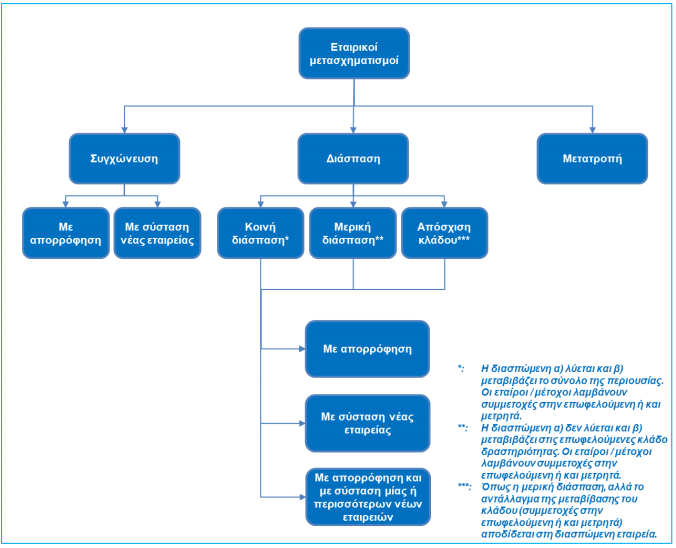 Εταιρικοί
μετασχηματισμοί
Συγχώνευση
Διάσπαση
Μετατροπή
Με
απορρόφηση
Με σύσταση
νέας εταιρείας
Κοινή
διάσπαση*
Μερική
διάσπαση**
Απόσχιση
κλάδου***
Με απορρόφηση
Με σύσταση νέας
εταιρείας
Με απορρόφηση και
με σύσταση μίας ή
περισσότερων νέων
εταιρειών
*: Η διασπώμενη α) λύεται και β)
μεταβιβάζει το σύνολο της περιουσίας.
Οι εταίροι / μέτοχοι λαμβάνουν
συμμετοχές στην επωφελούμενη ή και
μετρητά.
**: Η διασπώμενη α) δεν λύεται και β)
μεταβιβάζει στις επωφελούμενες κλάδο
δραστηριότητας. Οι εταίροι / μέτοχοι
λαμβάνουν συμμετοχές στην
επωφελούμενη ή και μετρητά.
***: Όπως η μερική διάσπαση, αλλά το
αντάλλαγμα της μεταβίβασης του
κλάδου (συμμετοχές στην
επωφελούμενη ή και μετρητά)
αποδίδεται στη διασπώμενη εταιρεία.